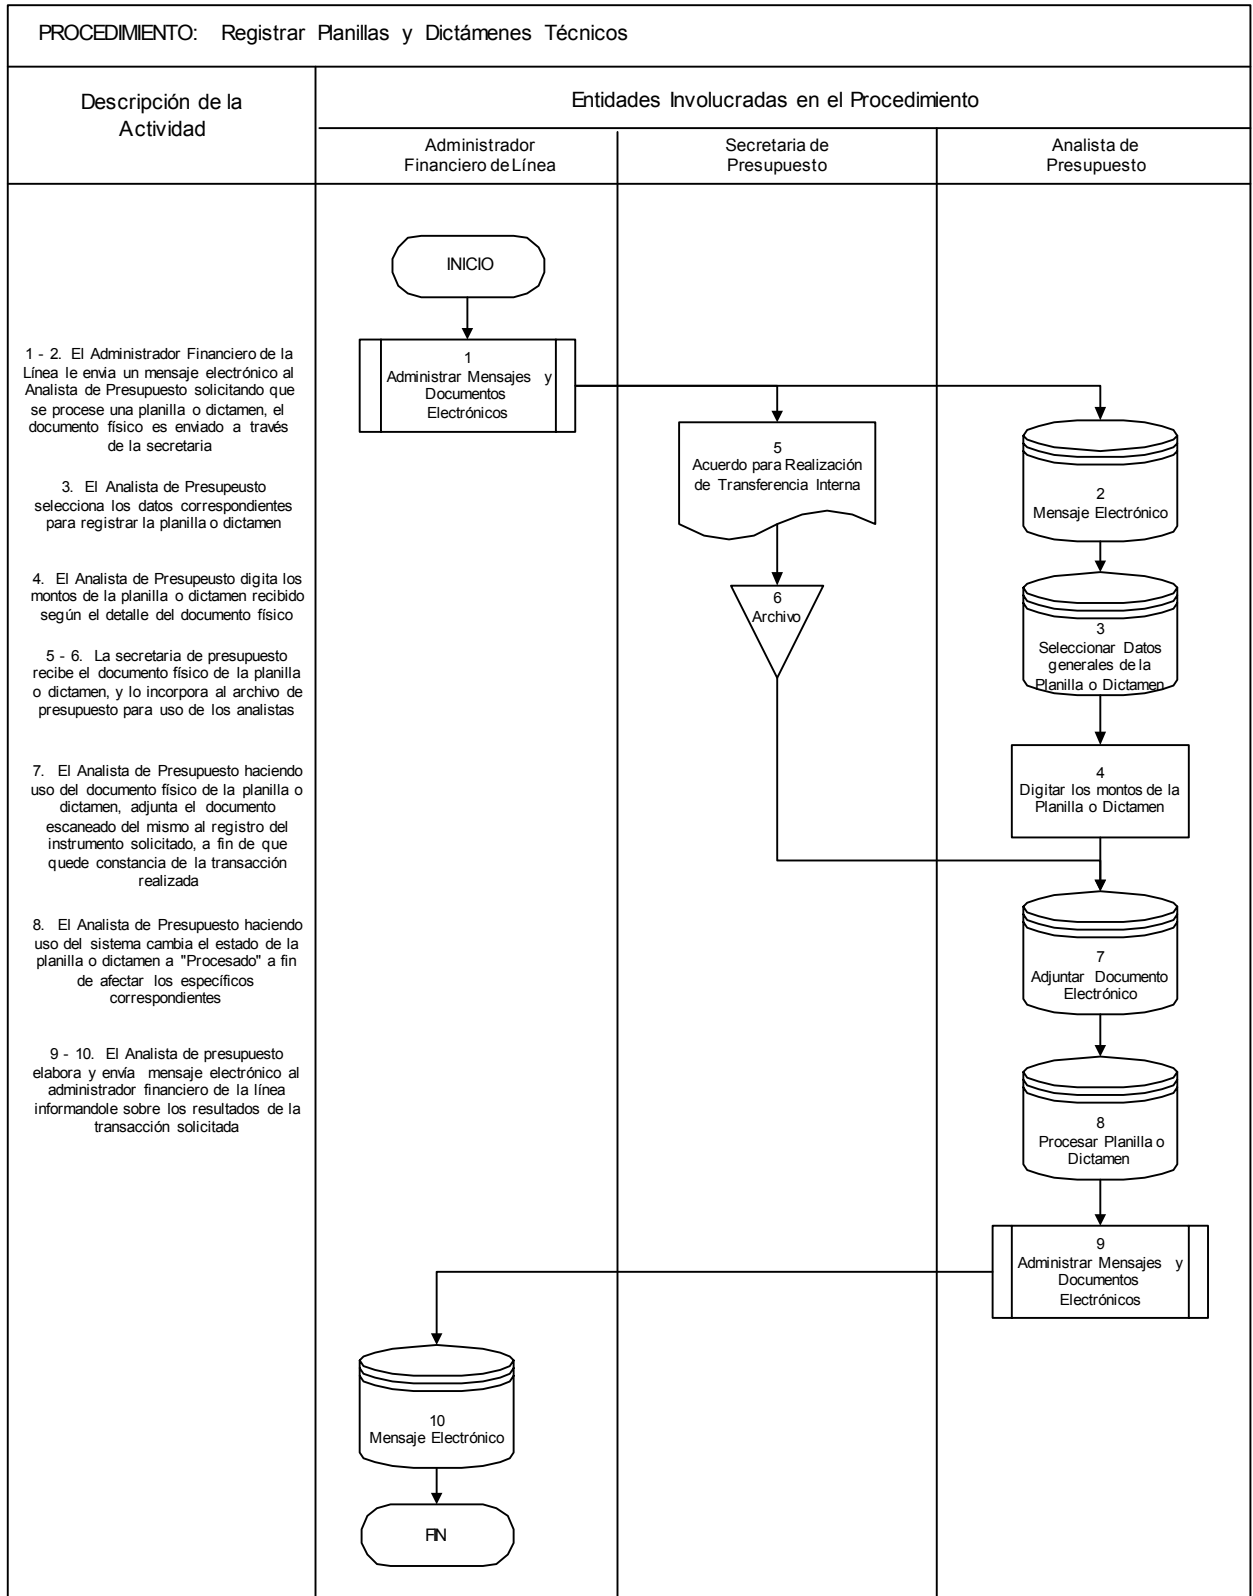 PROCEDIMIENTO: Registrar Planillas y Dictámenes Técnicos
Descripción de la
Actividad
Entidades Involucradas en el Procedimiento
Administrador
Financiero de Línea
Secretaria de
Presupuesto
Analista de
Presupuesto
1 - 2. El Administrador Financiero de la
Línea le envia un mensaje electrónico al
Analista de Presupuesto solicitando que
se procese una planilla o dictamen, el
documento físico es enviado a través
de la secretaria
3. El Analista de Presupeusto
selecciona los datos correspondientes
para registrar la planilla o dictamen
4. El Analista de Presupeusto digita los
montos de la planilla o dictamen recibido
según el detalle del documento físico
5 - 6. La secretaria de presupuesto
recibe el documento físico de la planilla
o dictamen, y lo incorpora al archivo de
presupuesto para uso de los analistas
7. El Analista de Presupuesto haciendo
uso del documento físico de la planilla o
dictamen, adjunta el documento
escaneado del mismo al registro del
instrumento solicitado, a fin de que
quede constancia de la transacción
realizada
8. El Analista de Presupuesto haciendo
uso del sistema cambia el estado de la
planilla o dictamen a "Procesado" a fin
de afectar los específicos
correspondientes
9 - 10. El Analista de presupuesto
elabora y envía mensaje electrónico al
administrador financiero de la línea
informandole sobre los resultados de la
transacción solicitada
INICIO
1
Administrar Mensajes y
Documentos
Electrónicos
5
Acuerdo para Realización
de Transferencia Interna
6
Archivo
2
Mensaje Electrónico
3
Seleccionar Datos
generales de la
Planilla o Dictamen
4
Digitar los montos de la
Planilla o Dictamen
7
Adjuntar Documento
Electrónico
8
Procesar Planilla o
Dictamen
9
Administrar Mensajes y
Documentos
Electrónicos
10
Mensaje Electrónico
FIN